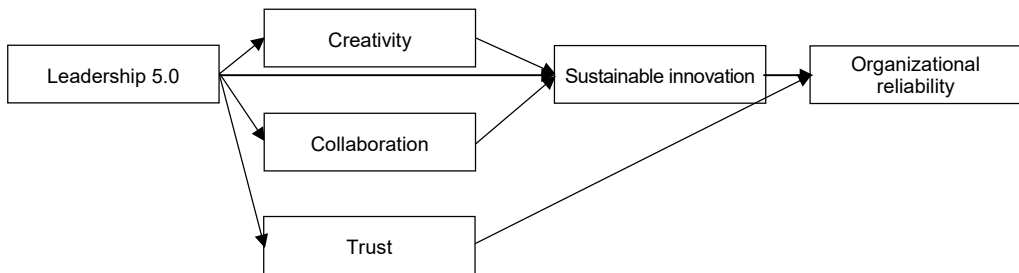 Leadership 5.0
Creativity
Collaboration
Trust
Sustainable innovation
Organizational
reliability